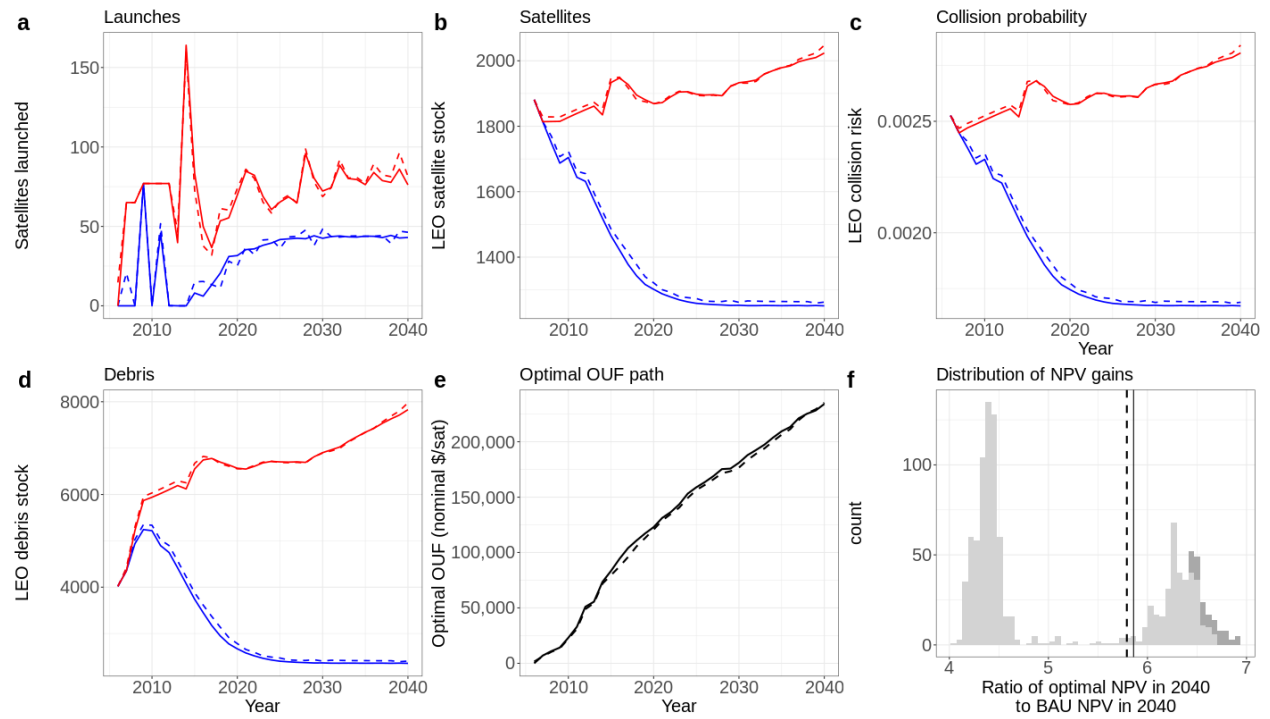 a
Launches
Satellites launched
150
100
50
0
2010
2020
2030
2040
b
Satellites
LEO satellite stock
2000
1800
1600
1400
2010
2020
2030
2040
c
Collision probability
LEO collision risk
0.0025
0.0020
2010
2020
2030
2040
Year
d
Debris
LEO debris stock
8000
6000
4000
2010
2020
2030
2040
Year
e
Optimal OUF path
Optimal OUF (nominal $/sat)
200,000
150,000
100,000
50,000
0
2010
2020
2030
2040
Year
f
Distribution of NPV gains
count
100
50
0
4
5
6
7
Ratio of optimal NPV in 2040
to BAU NPV in 2040